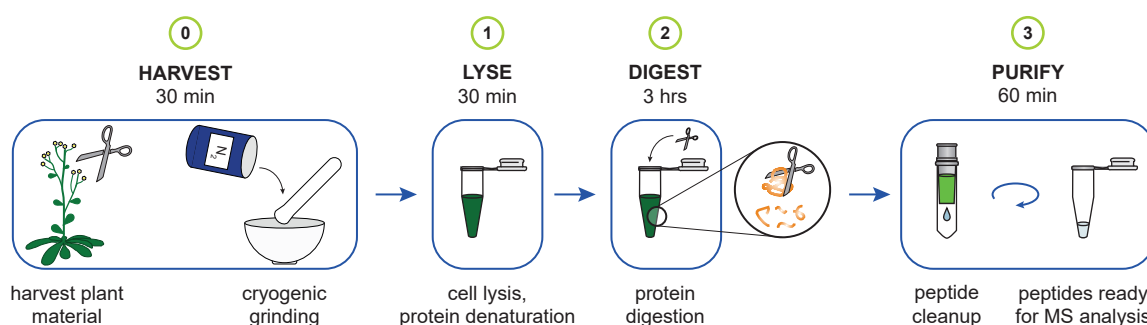 0
HARVEST
30 min
N2
harvest plant
material
cryogenic
grinding
1
LYSE
30 min
cell lysis,
protein denaturation
2
DIGEST
3 hrs
protein
digestion
3
PURIFY
60 min
peptide
cleanup
peptides ready
for MS analysis